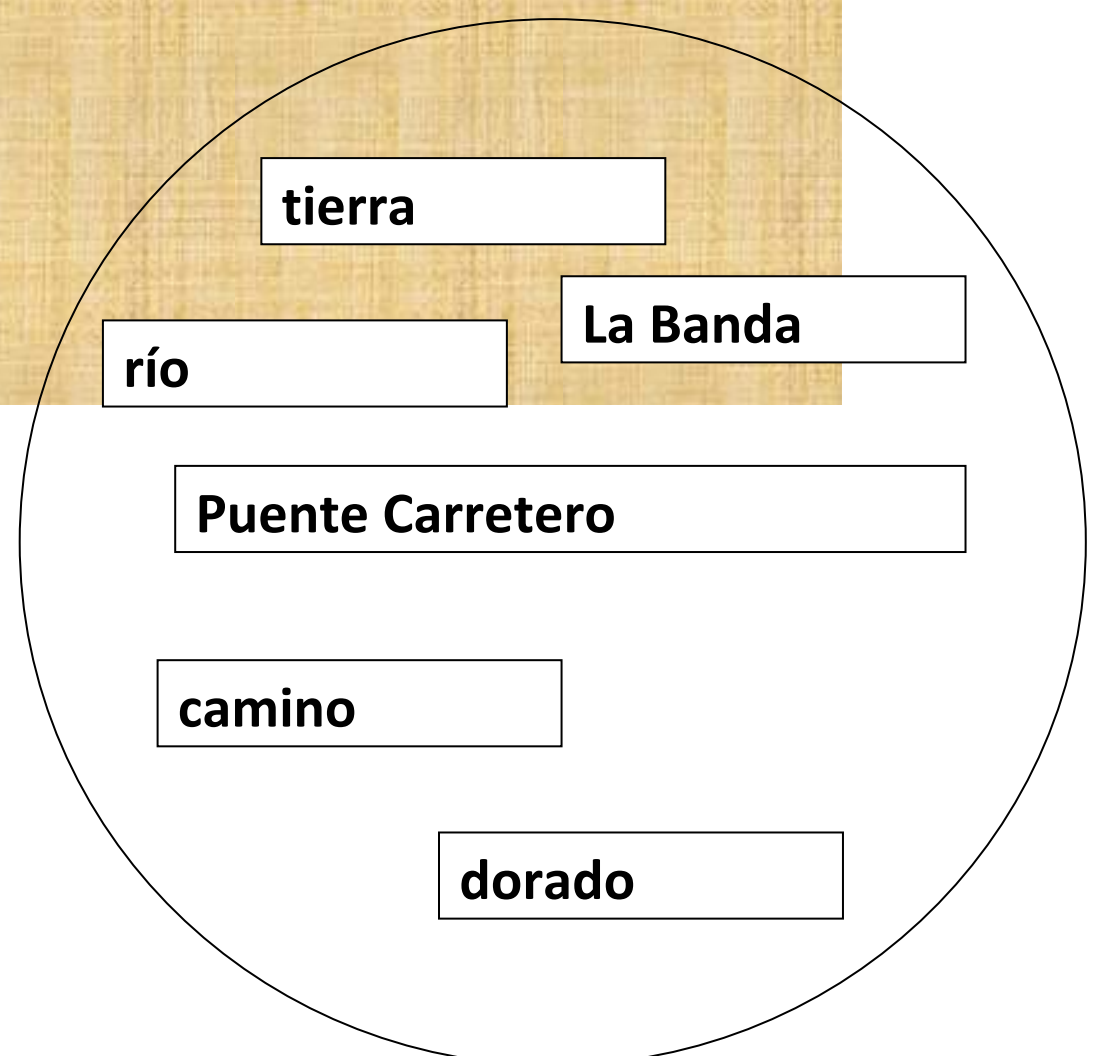 tierra
La Banda
río
Puente Carretero
camino
dorado